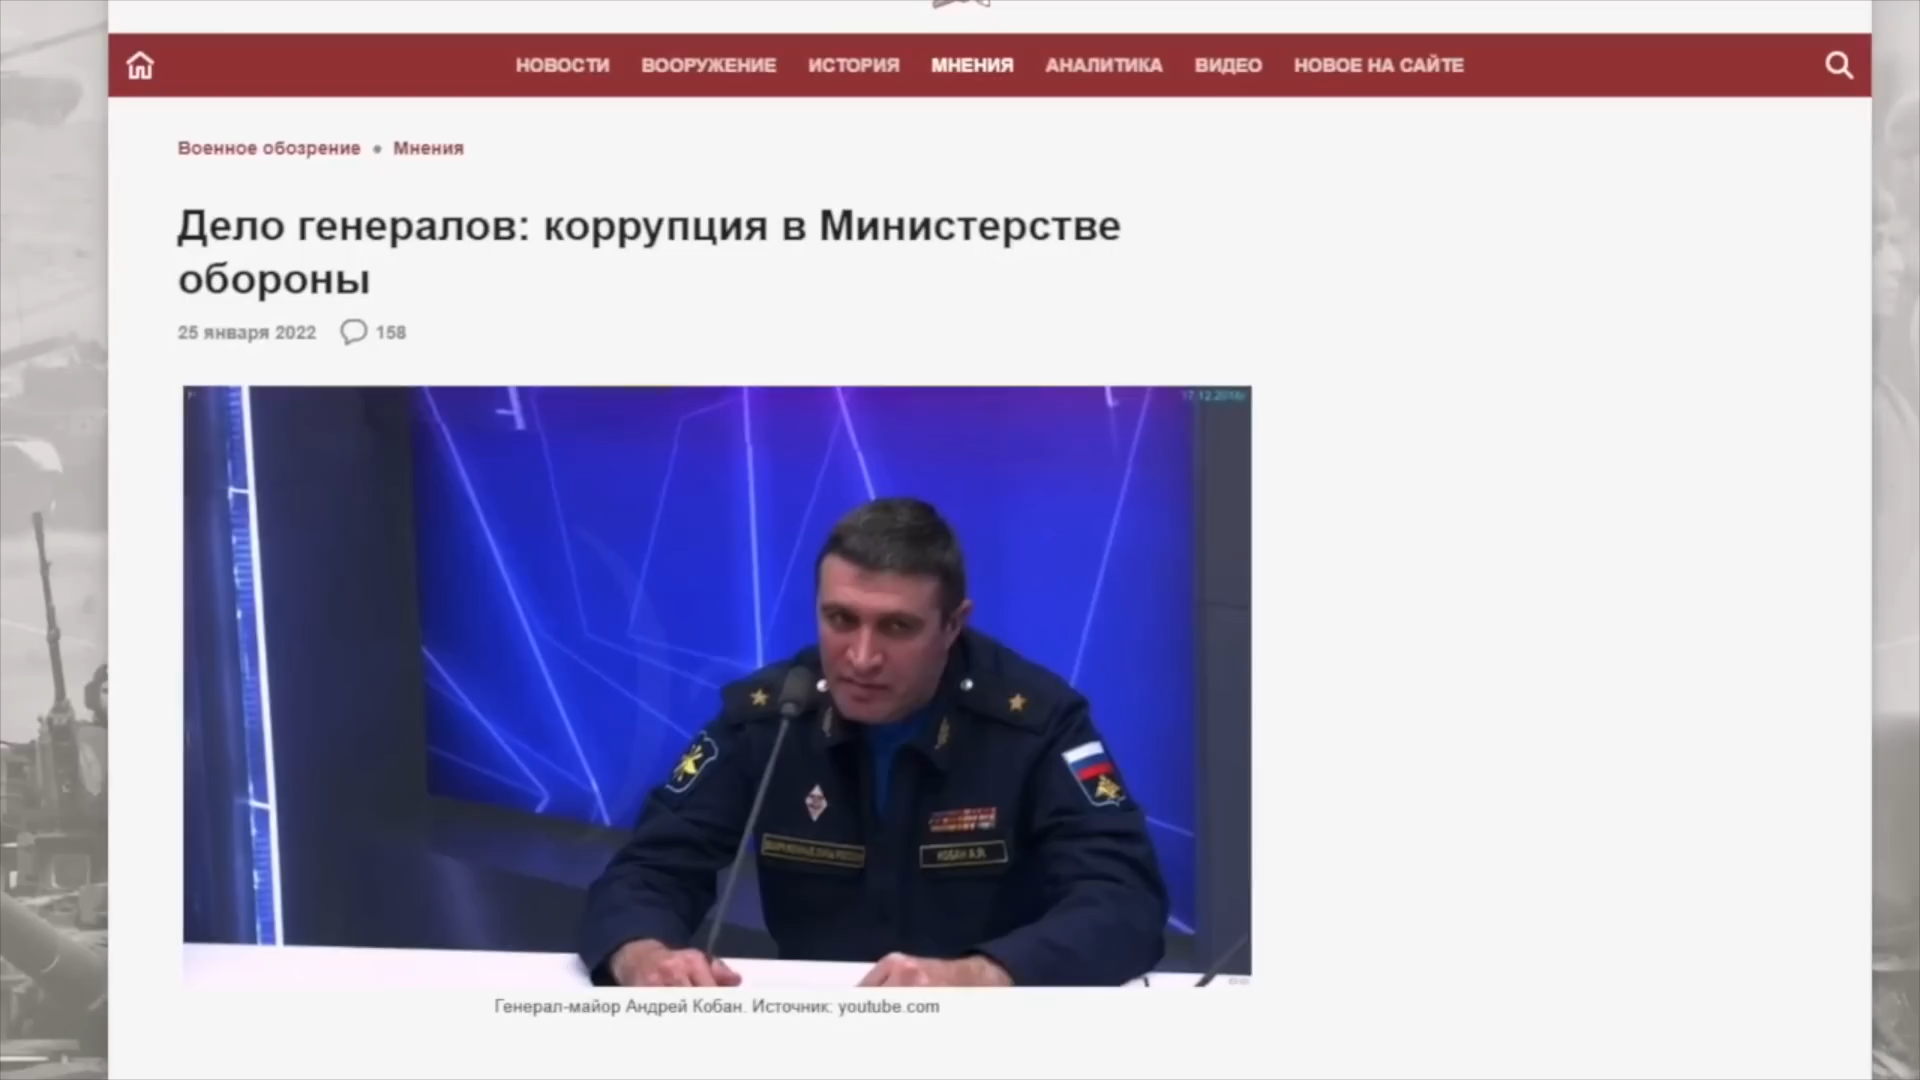 НОВОСТИ ВООРУЖЕНИЕ ИСТОРИЯ МНЕНИЯ АНАЛИТИКА ВИДЕО НОВОЕ НА САЙТЕ
Военное обозрение • Мнения
Дело генералов: коррупция в Министерстве
обороны
25 января 2022 158
КОБАН А.Я.
Генерал-майор Андрей Кобан. Источник: youtube.com